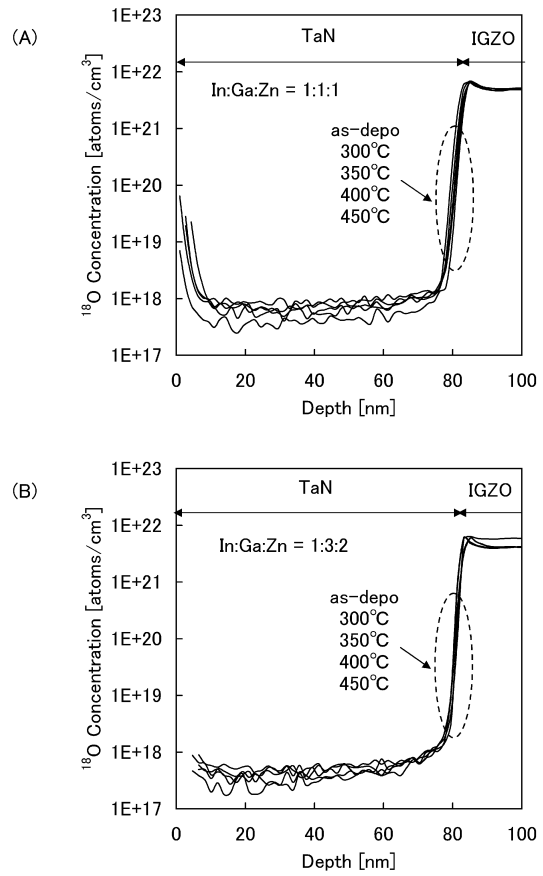 (A)
1E+23
1E+22
1E+21
1E+20
1E+19
1E+18
1E+17
18O Concentration [atoms/cm3]
TaN
IGZO
In:Ga:Zn = 1:1:1
as-depo
300℃
350℃
400℃
450℃
0 20 40 60 80 100
Depth [nm]
(B)
1E+23
1E+22
1E+21
1E+20
1E+19
1E+18
1E+17
18O Concentration [atoms/cm3]
TaN
IGZO
In:Ga:Zn = 1:3:2
as-depo
300℃
350℃
400℃
450℃
0 20 40 60 80 100
Depth [nm]